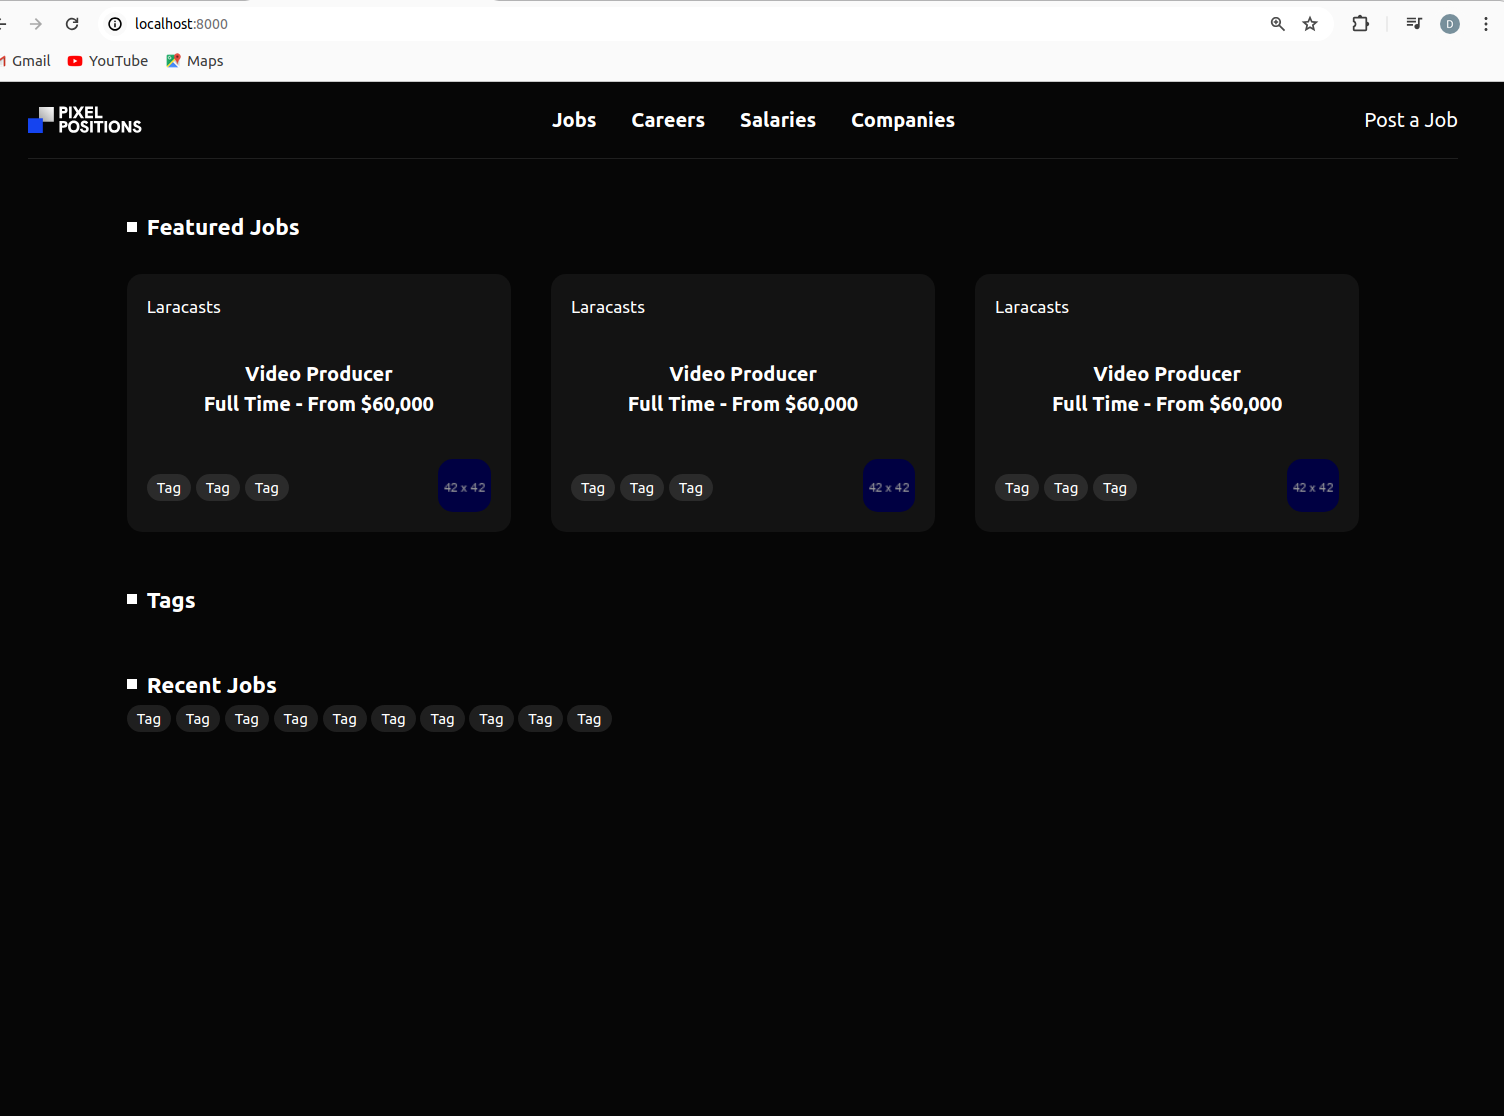 localhost:8000
D
Gmail YouTube Maps
PIXEL
POSITIONS
Jobs Careers Salaries Companies Post a Job
Featured Jobs
Laracasts Laracasts Laracasts
Video Producer Video Producer Video Producer
Full Time - From $60,000 Full Time - From $60,000 Full Time - From $60,000
Tag Tag Tag 42 x 42 Tag Tag Tag 42 x 42 Tag Tag Tag 42 x 42
Tags
Recent Jobs
Tag Tag Tag Tag Tag Tag Tag Tag Tag Tag